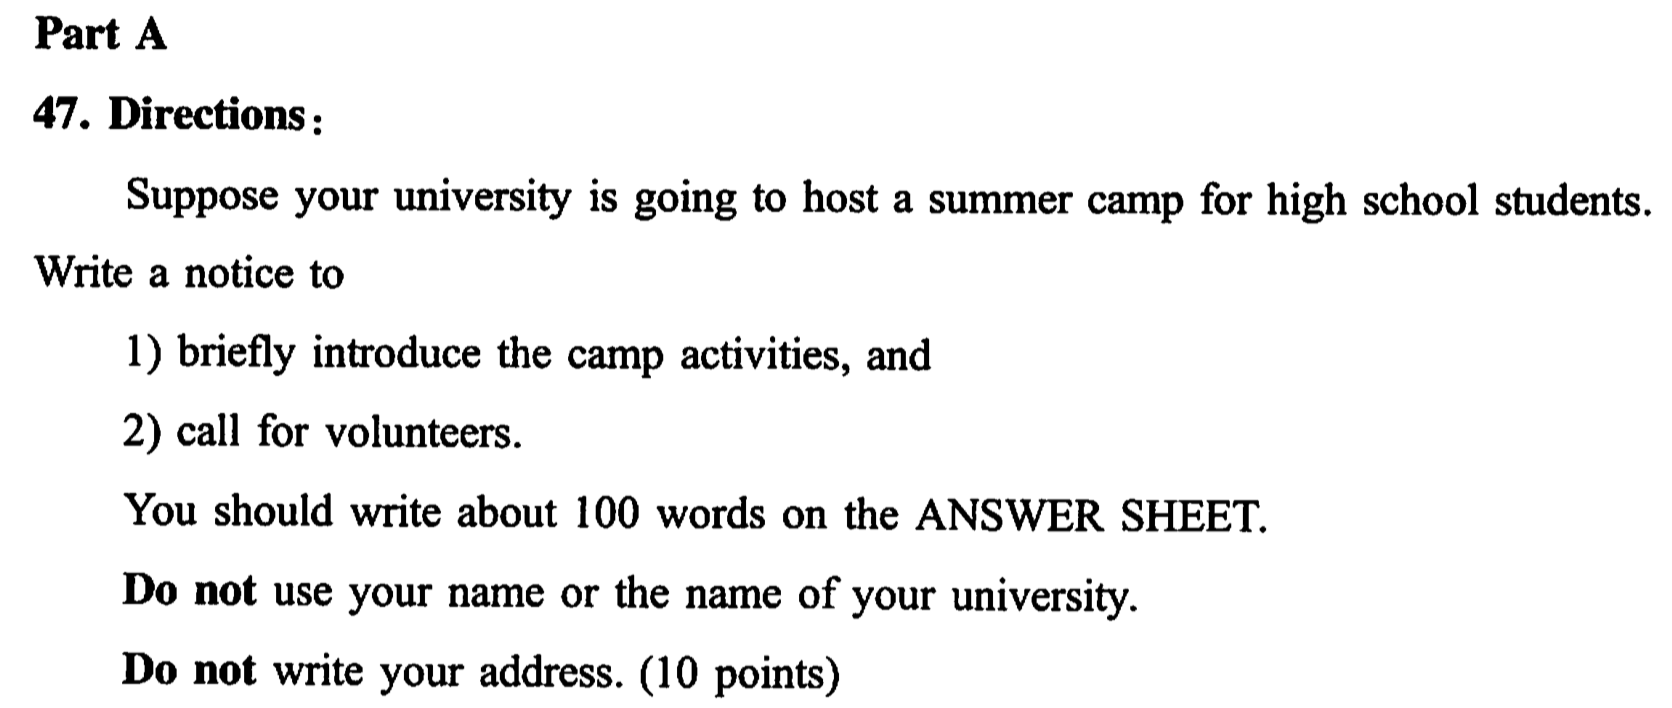 Part A
47. Directions:
Suppose your university is going to host a summer camp for high school students.
Write a notice to
1) briefly introduce the camp activities, and
2) call for volunteers.
You should write about 100 words on the ANSWER SHEET.
Do not use your name or the name of your university.
Do not write your address. (10 points)